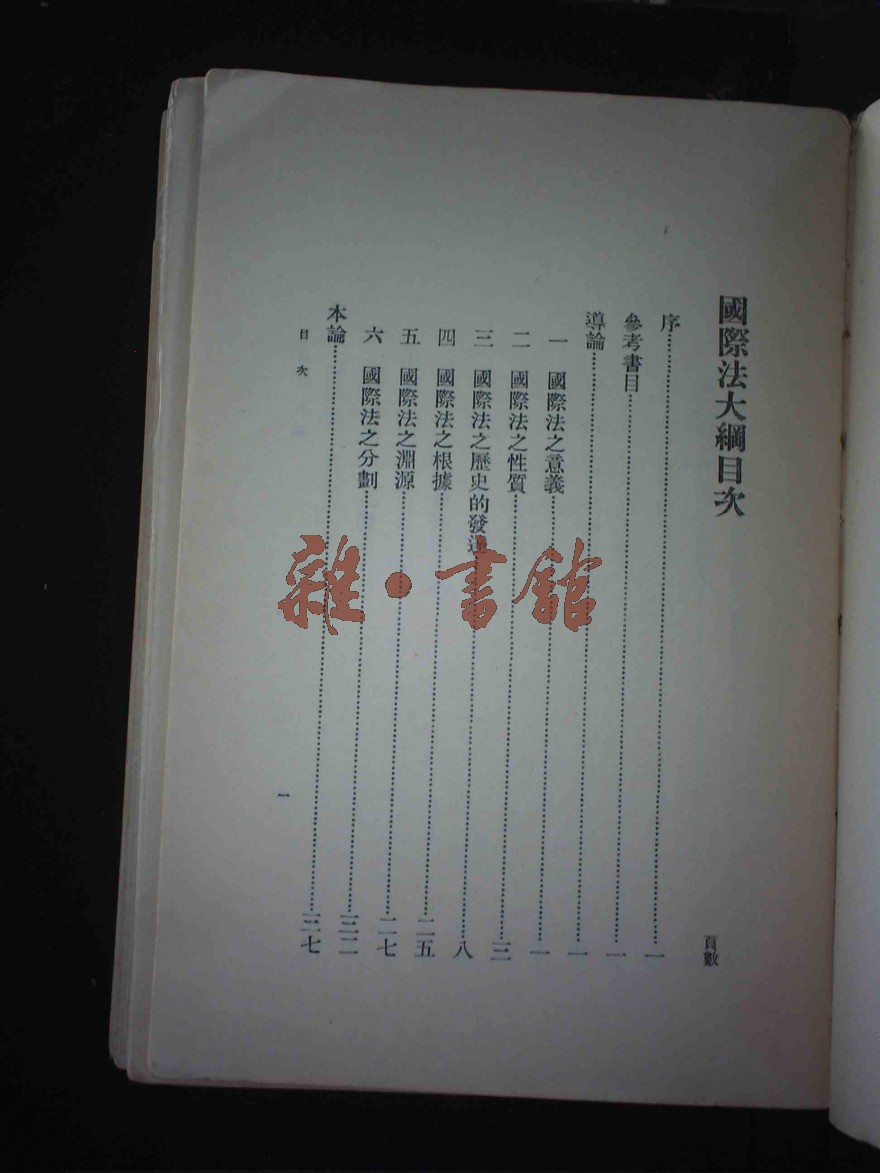 國際法大綱目次
頁數
序…一
參考書目…一
導論…一
一 國際法之意義…一
二 國際法之性質…三
三 國際法之歷史的發達…八
四 國際法之根據…二五
五 國際法之淵源…二七
六 國際法之分劃…三二
本論…三七
目次
一
雜·書館